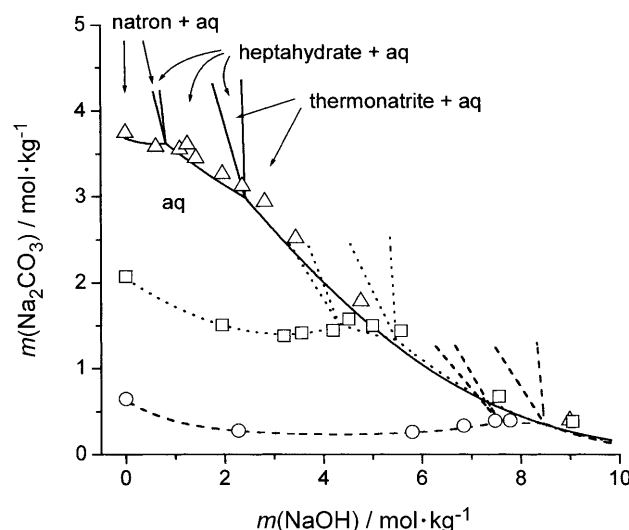 natron + aq
heptahydrate + aq
thermonatrite + aq
aq
5
4
3
2
1
0
m(Na₂CO₃) / mol·kg⁻¹
0 2 4 6 8 10
m(NaOH) / mol·kg⁻¹